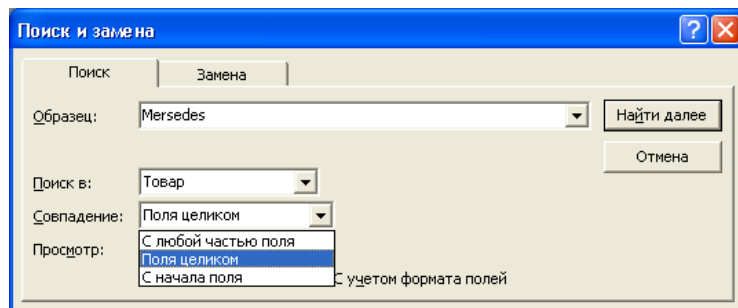 Поиск и замена
Поиск Замена
Образец: Mersedes Найти далее
Отмена
Поиск в: Товар
Совпадение: Поля целиком
С любой частью поля
Просмотр: Поля целиком
С начала поля С учетом формата полей